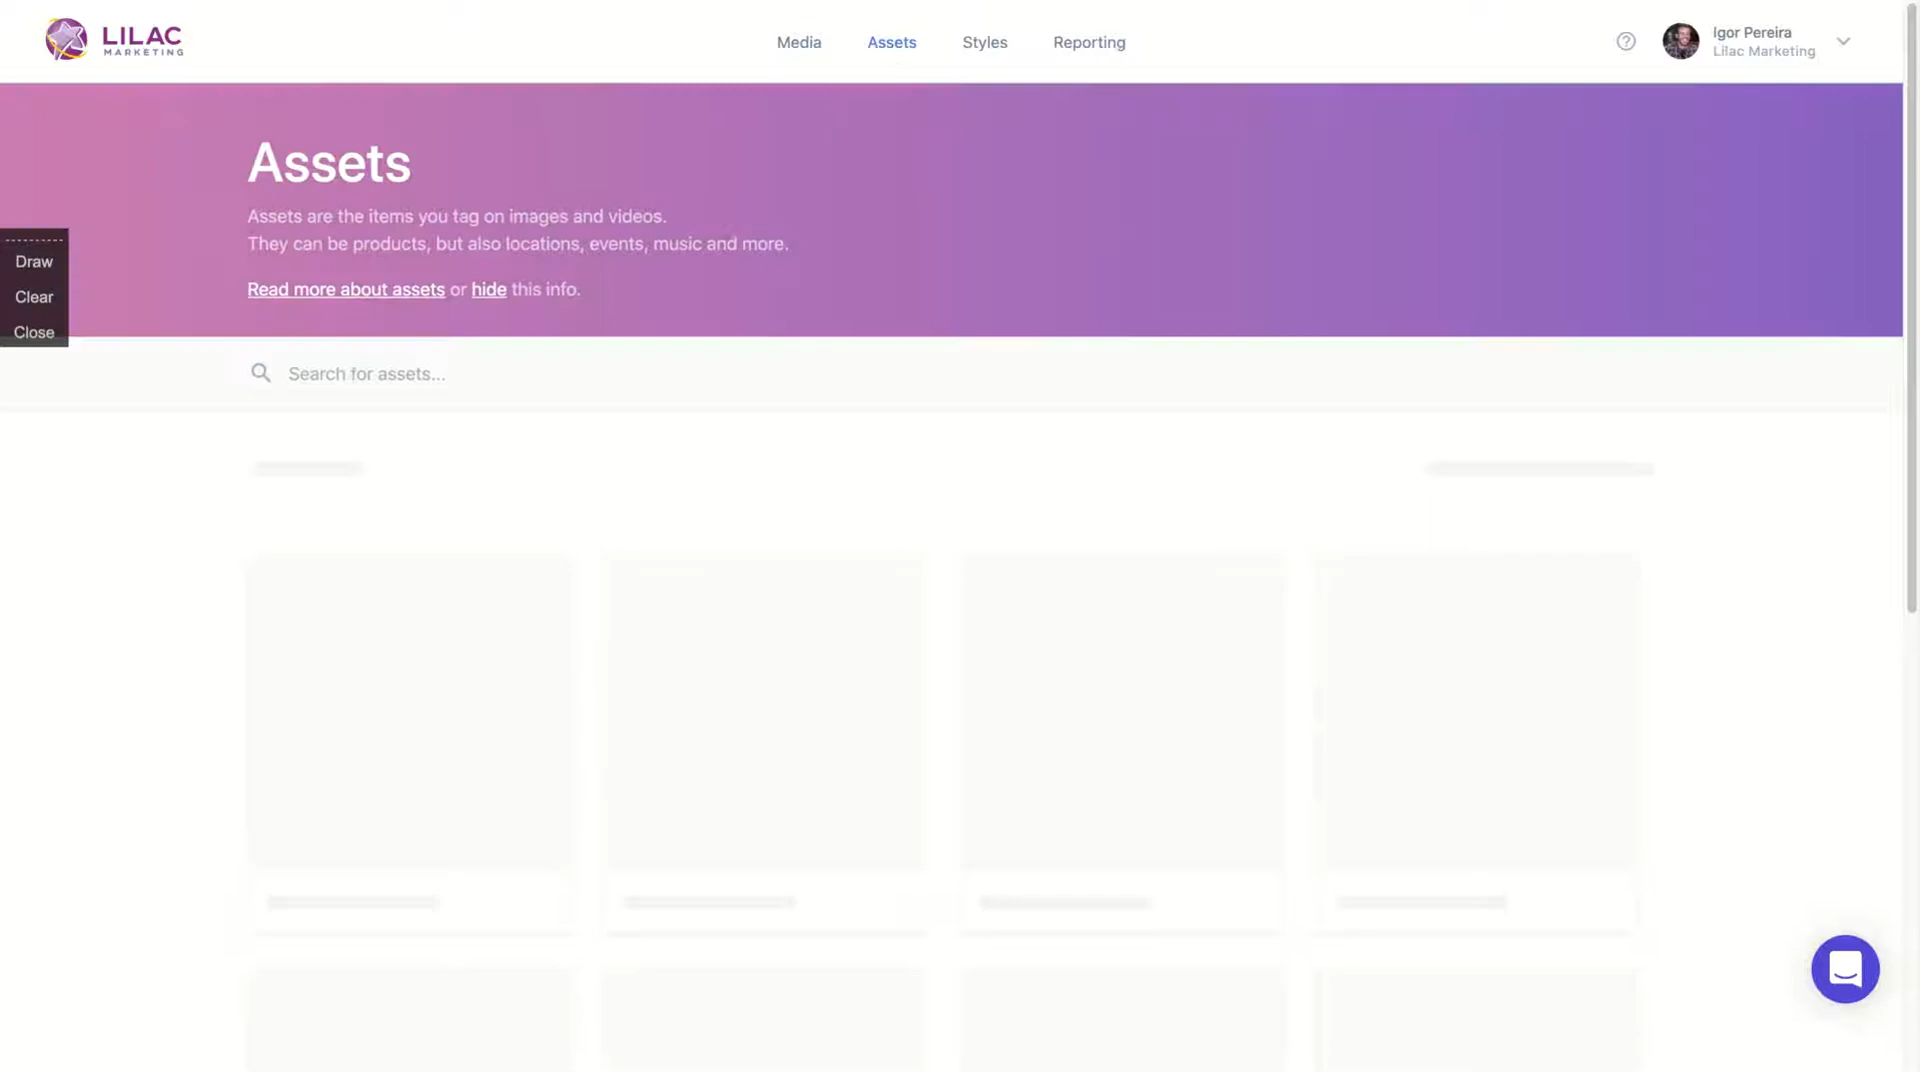 LILAC
MARKETING
Media
Assets
Styles
Reporting
Igor Pereira
Lilac Marketing
Assets
Assets are the items you tag on images and videos.
They can be products, but also locations, events, music and more.
Read more about assets or hide this info.
Draw
Clear
Close
Search for assets...